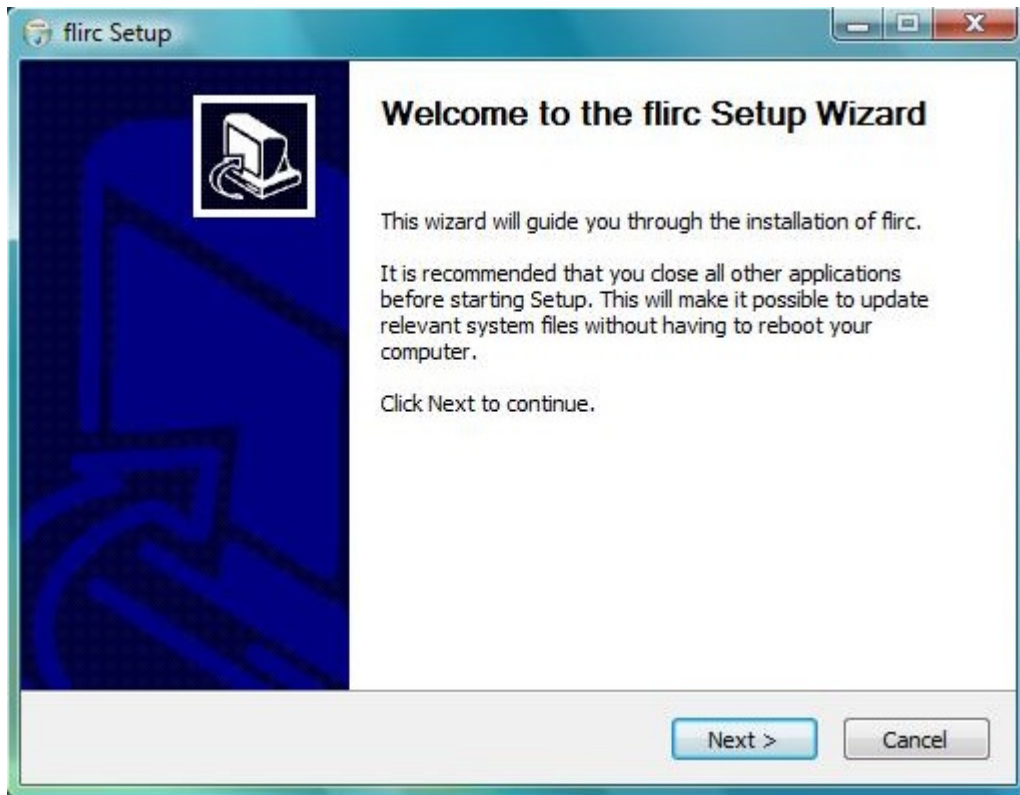 flirc Setup
Welcome to the flirc Setup Wizard
This wizard will guide you through the installation of flirc.
It is recommended that you close all other applications
before starting Setup. This will make it possible to update
relevant system files without having to reboot your
computer.
Click Next to continue.
Next >
Cancel